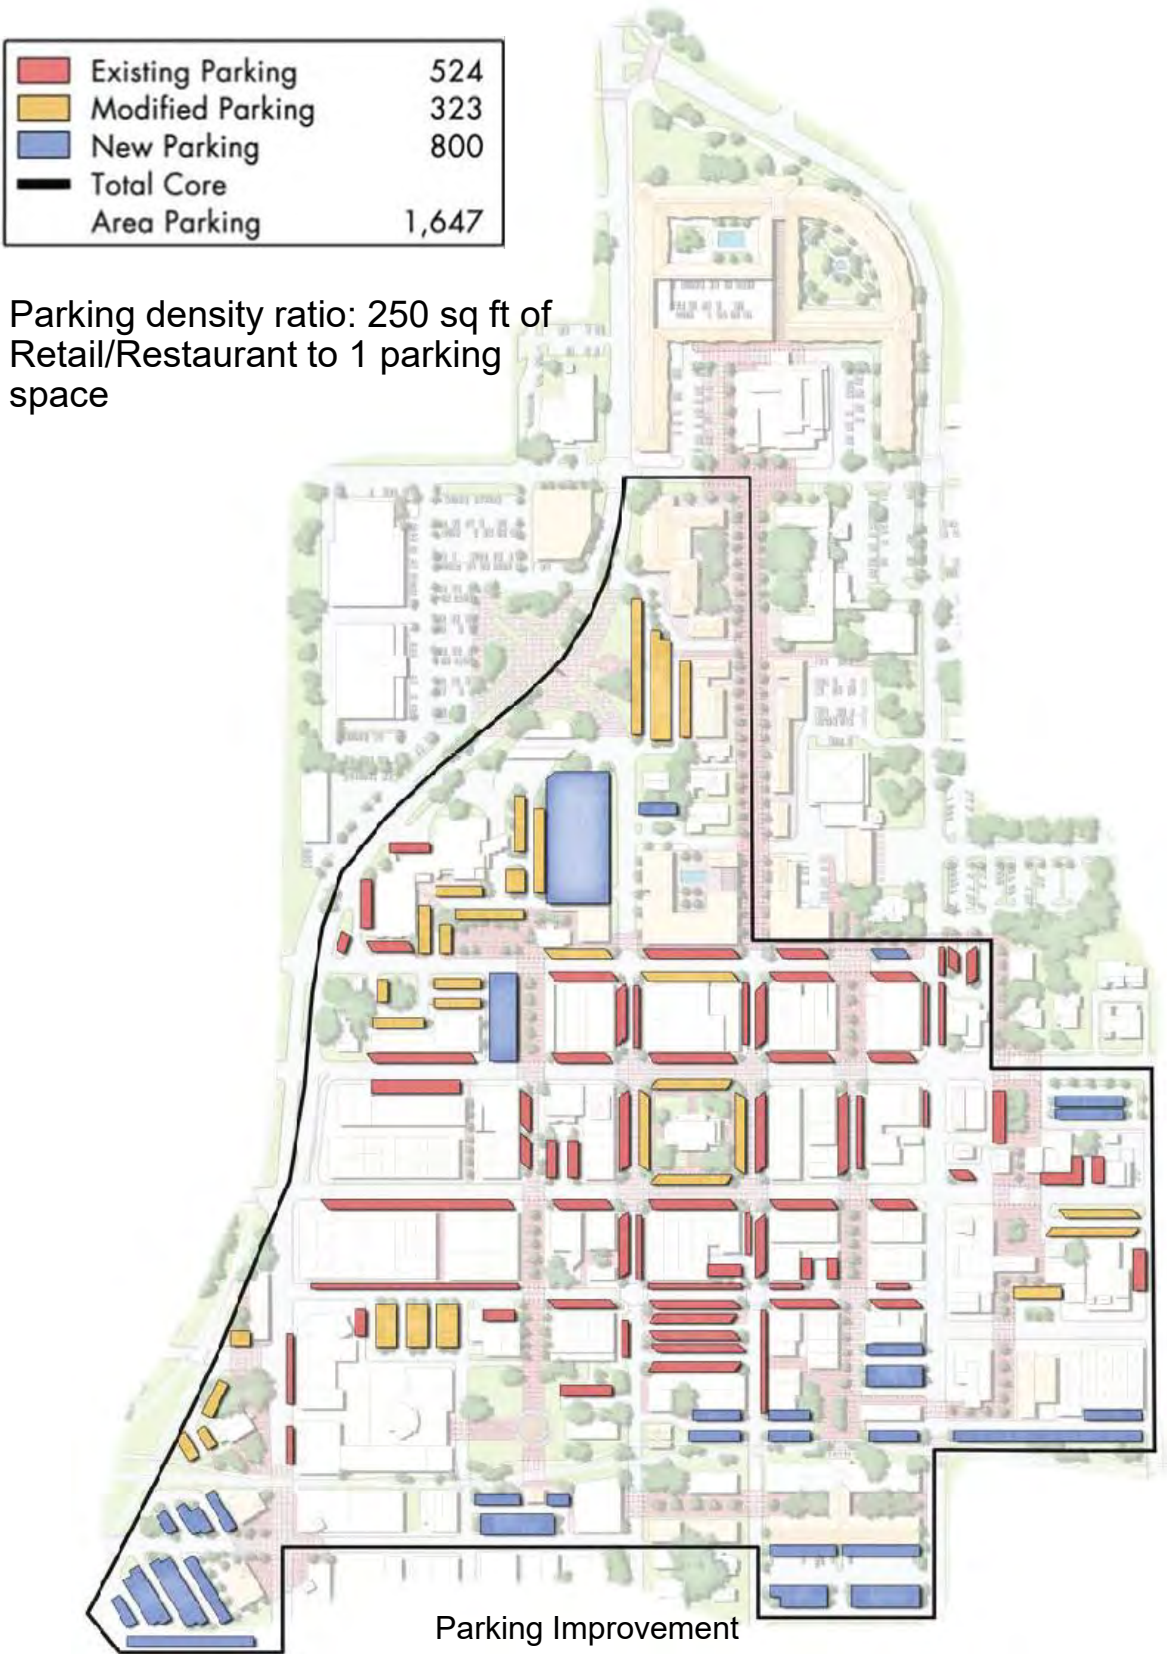 Existing Parking 524
Modified Parking 323
New Parking 800
Total Core
Area Parking 1,647
Parking density ratio: 250 sq ft of
Retail/Restaurant to 1 parking
space
Parking Improvement